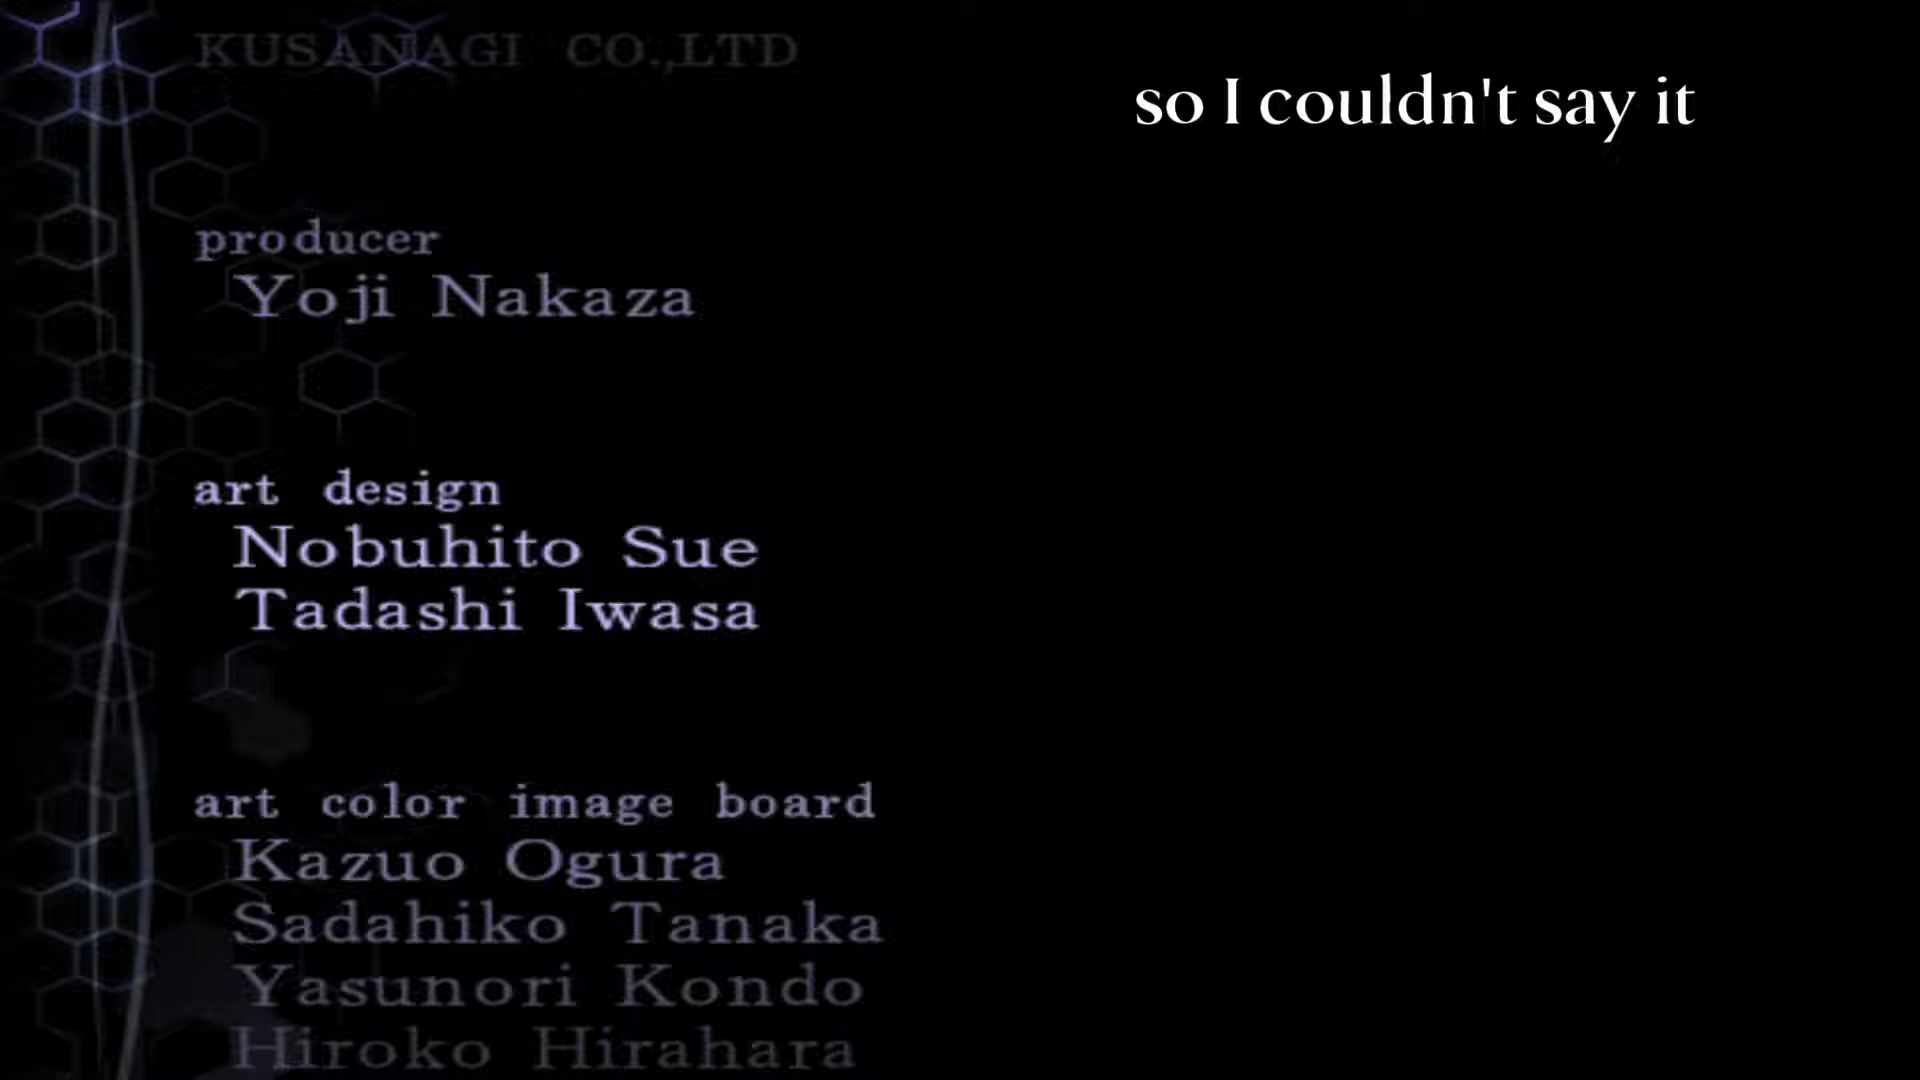 KUSANAGI CO.,LTD
so I couldn't say it
producer
Yoji Nakaza
art design
Nobuhito Sue
Tadashi Iwasa
art color image board
Kazuo Ogura
Sadahiko Tanaka
Yasunori Kondo
Hiroko Hirahara